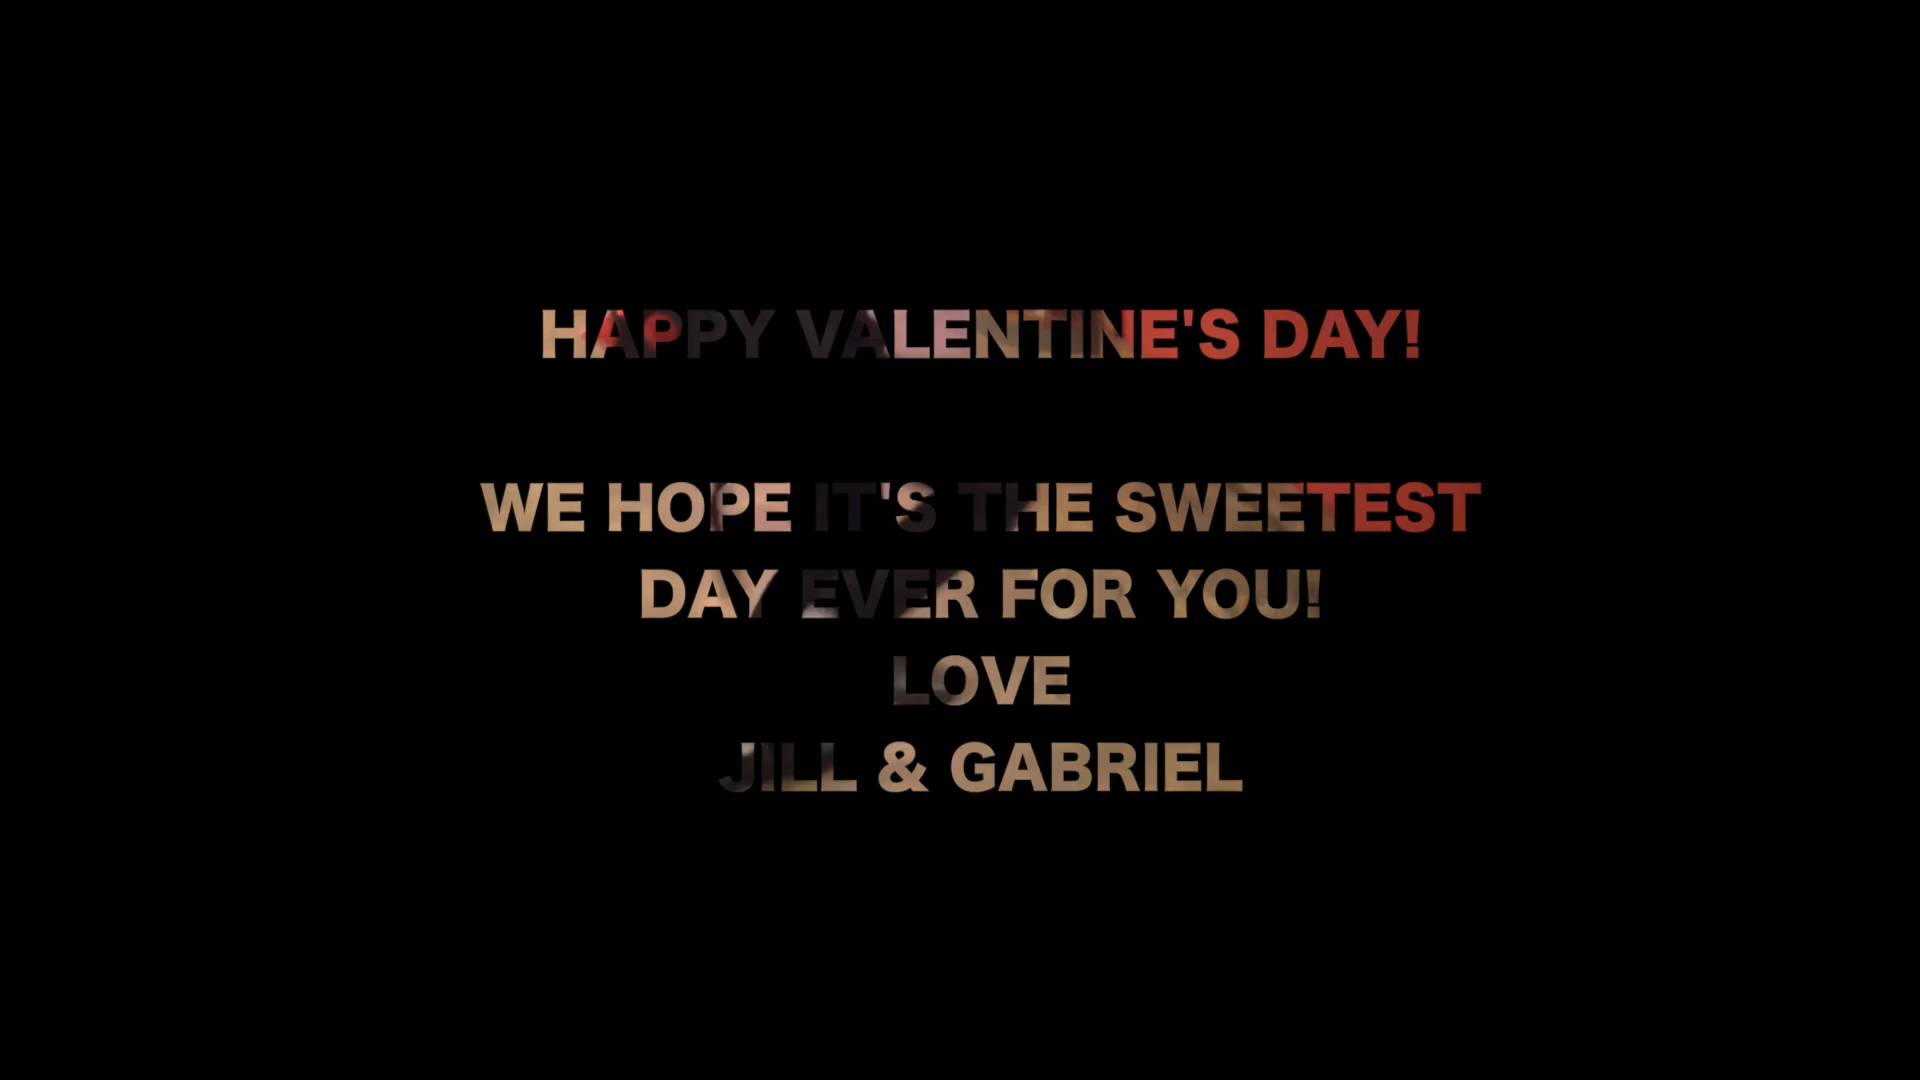 HAPPY VALENTINE'S DAY!
WE HOPE IT'S THE SWEETEST
DAY EVER FOR YOU!
LOVE
JILL & GABRIEL